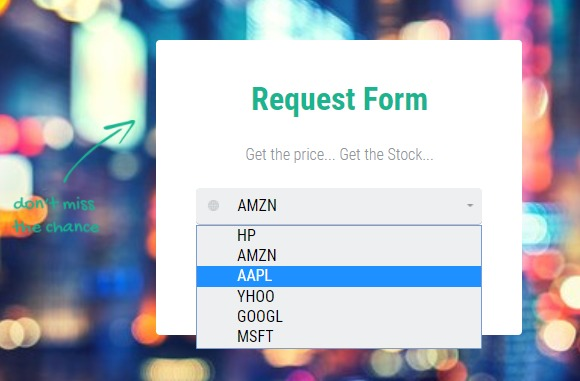 Request Form
Get the price... Get the Stock...
don't miss
the chance
AMZN
HP
AMZN
AAPL
YHOO
GOOGL
MSFT